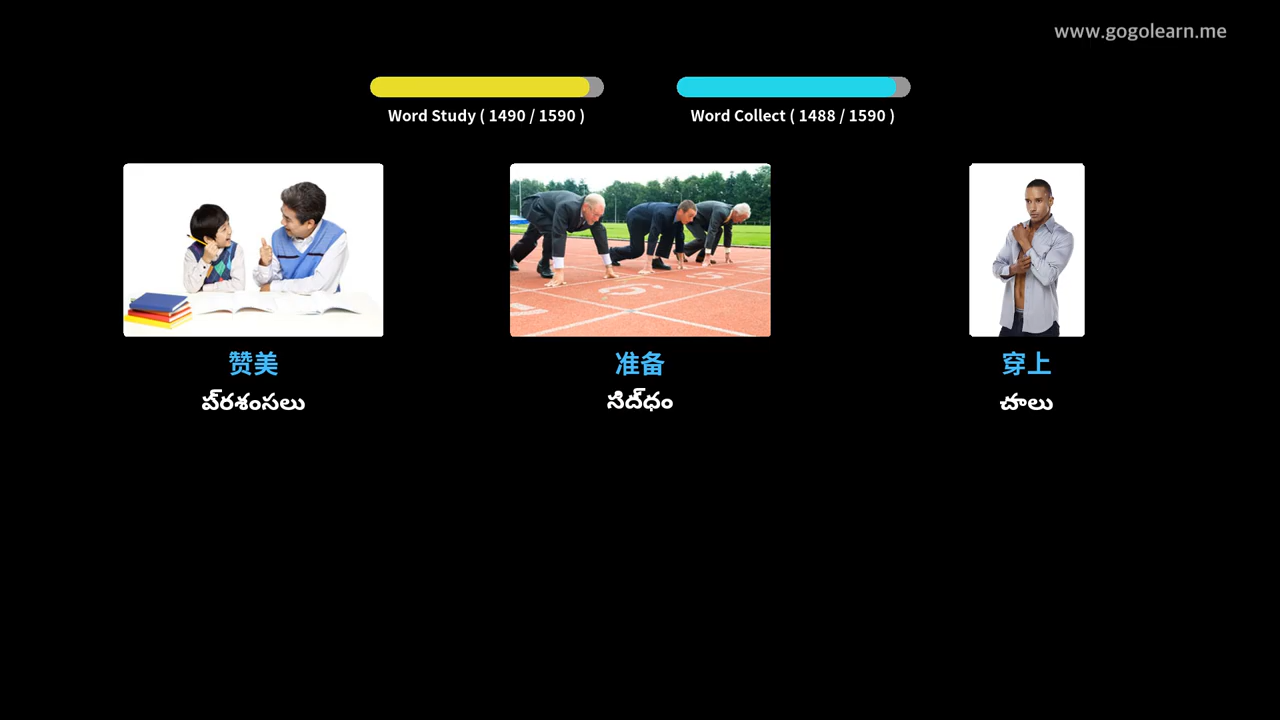 www.gogolearn.me
Word Study ( 1490 / 1590 )
Word Collect ( 1488 / 1590 )
赞美
准备
穿上
ప్రశంసలు
సిద్ధం
చాలు